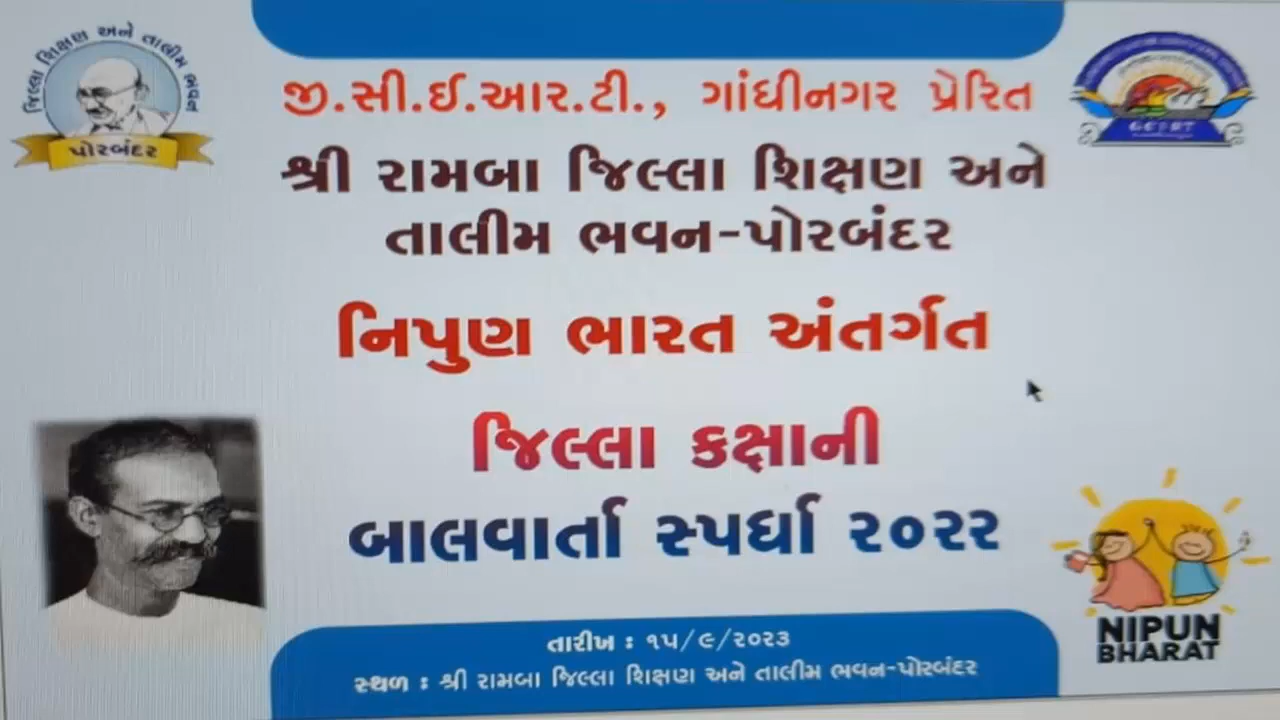 જિલ્લા શિક્ષણ અને તાલીમ ભવન
પોરબંદર
જી.સી.ઈ.આર.ટી., ગાંધીનગર પ્રેરિત
GCERT
શ્રી રામબા જિલ્લા શિક્ષણ અને
તાલીમ ભવન-પોરબંદર
નિપુણ ભારત અંતર્ગત
જિલ્લા કક્ષાની
બાલવાર્તા સ્પર્ધા ૨૦૨૨
NIPUN
BHARAT
તારીખ : ૧૫/૯/૨૦૨૩
સ્થળ : શ્રી રામબા જિલ્લા શિક્ષણ અને તાલીમ ભવન-પોરબંદર